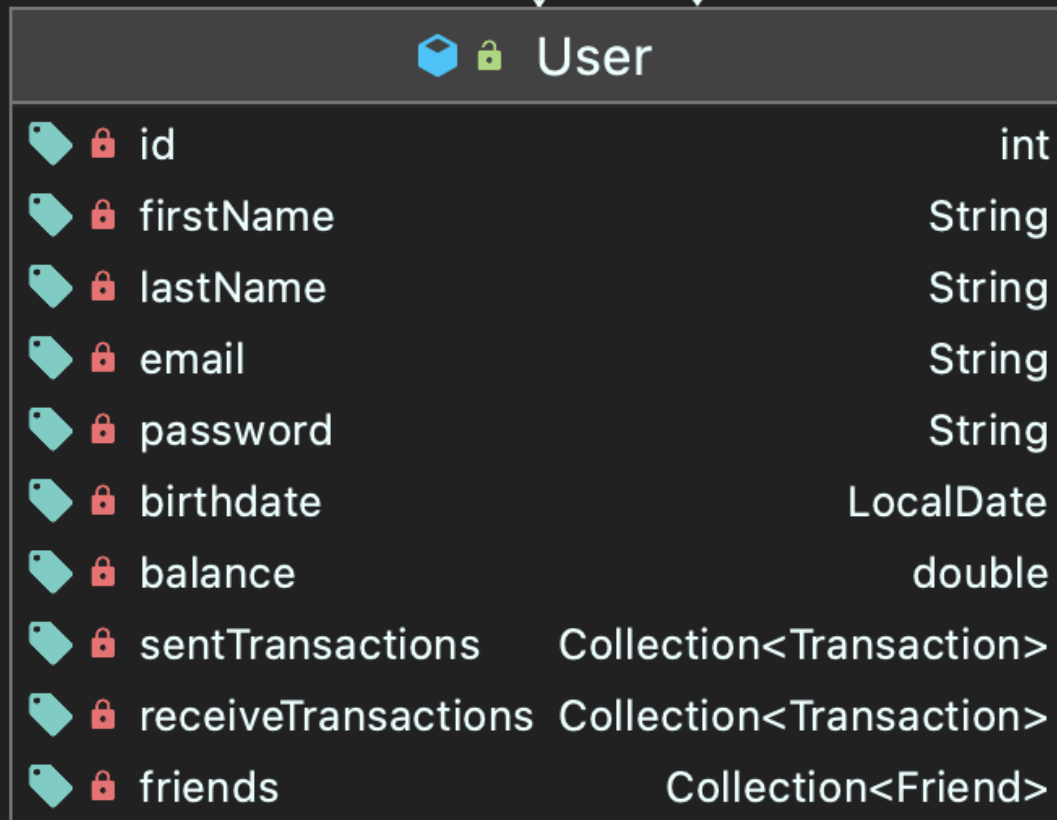 User
id int
firstName String
lastName String
email String
password String
birthdate LocalDate
balance double
sentTransactions Collection<Transaction>
receiveTransactions Collection<Transaction>
friends Collection<Friend>